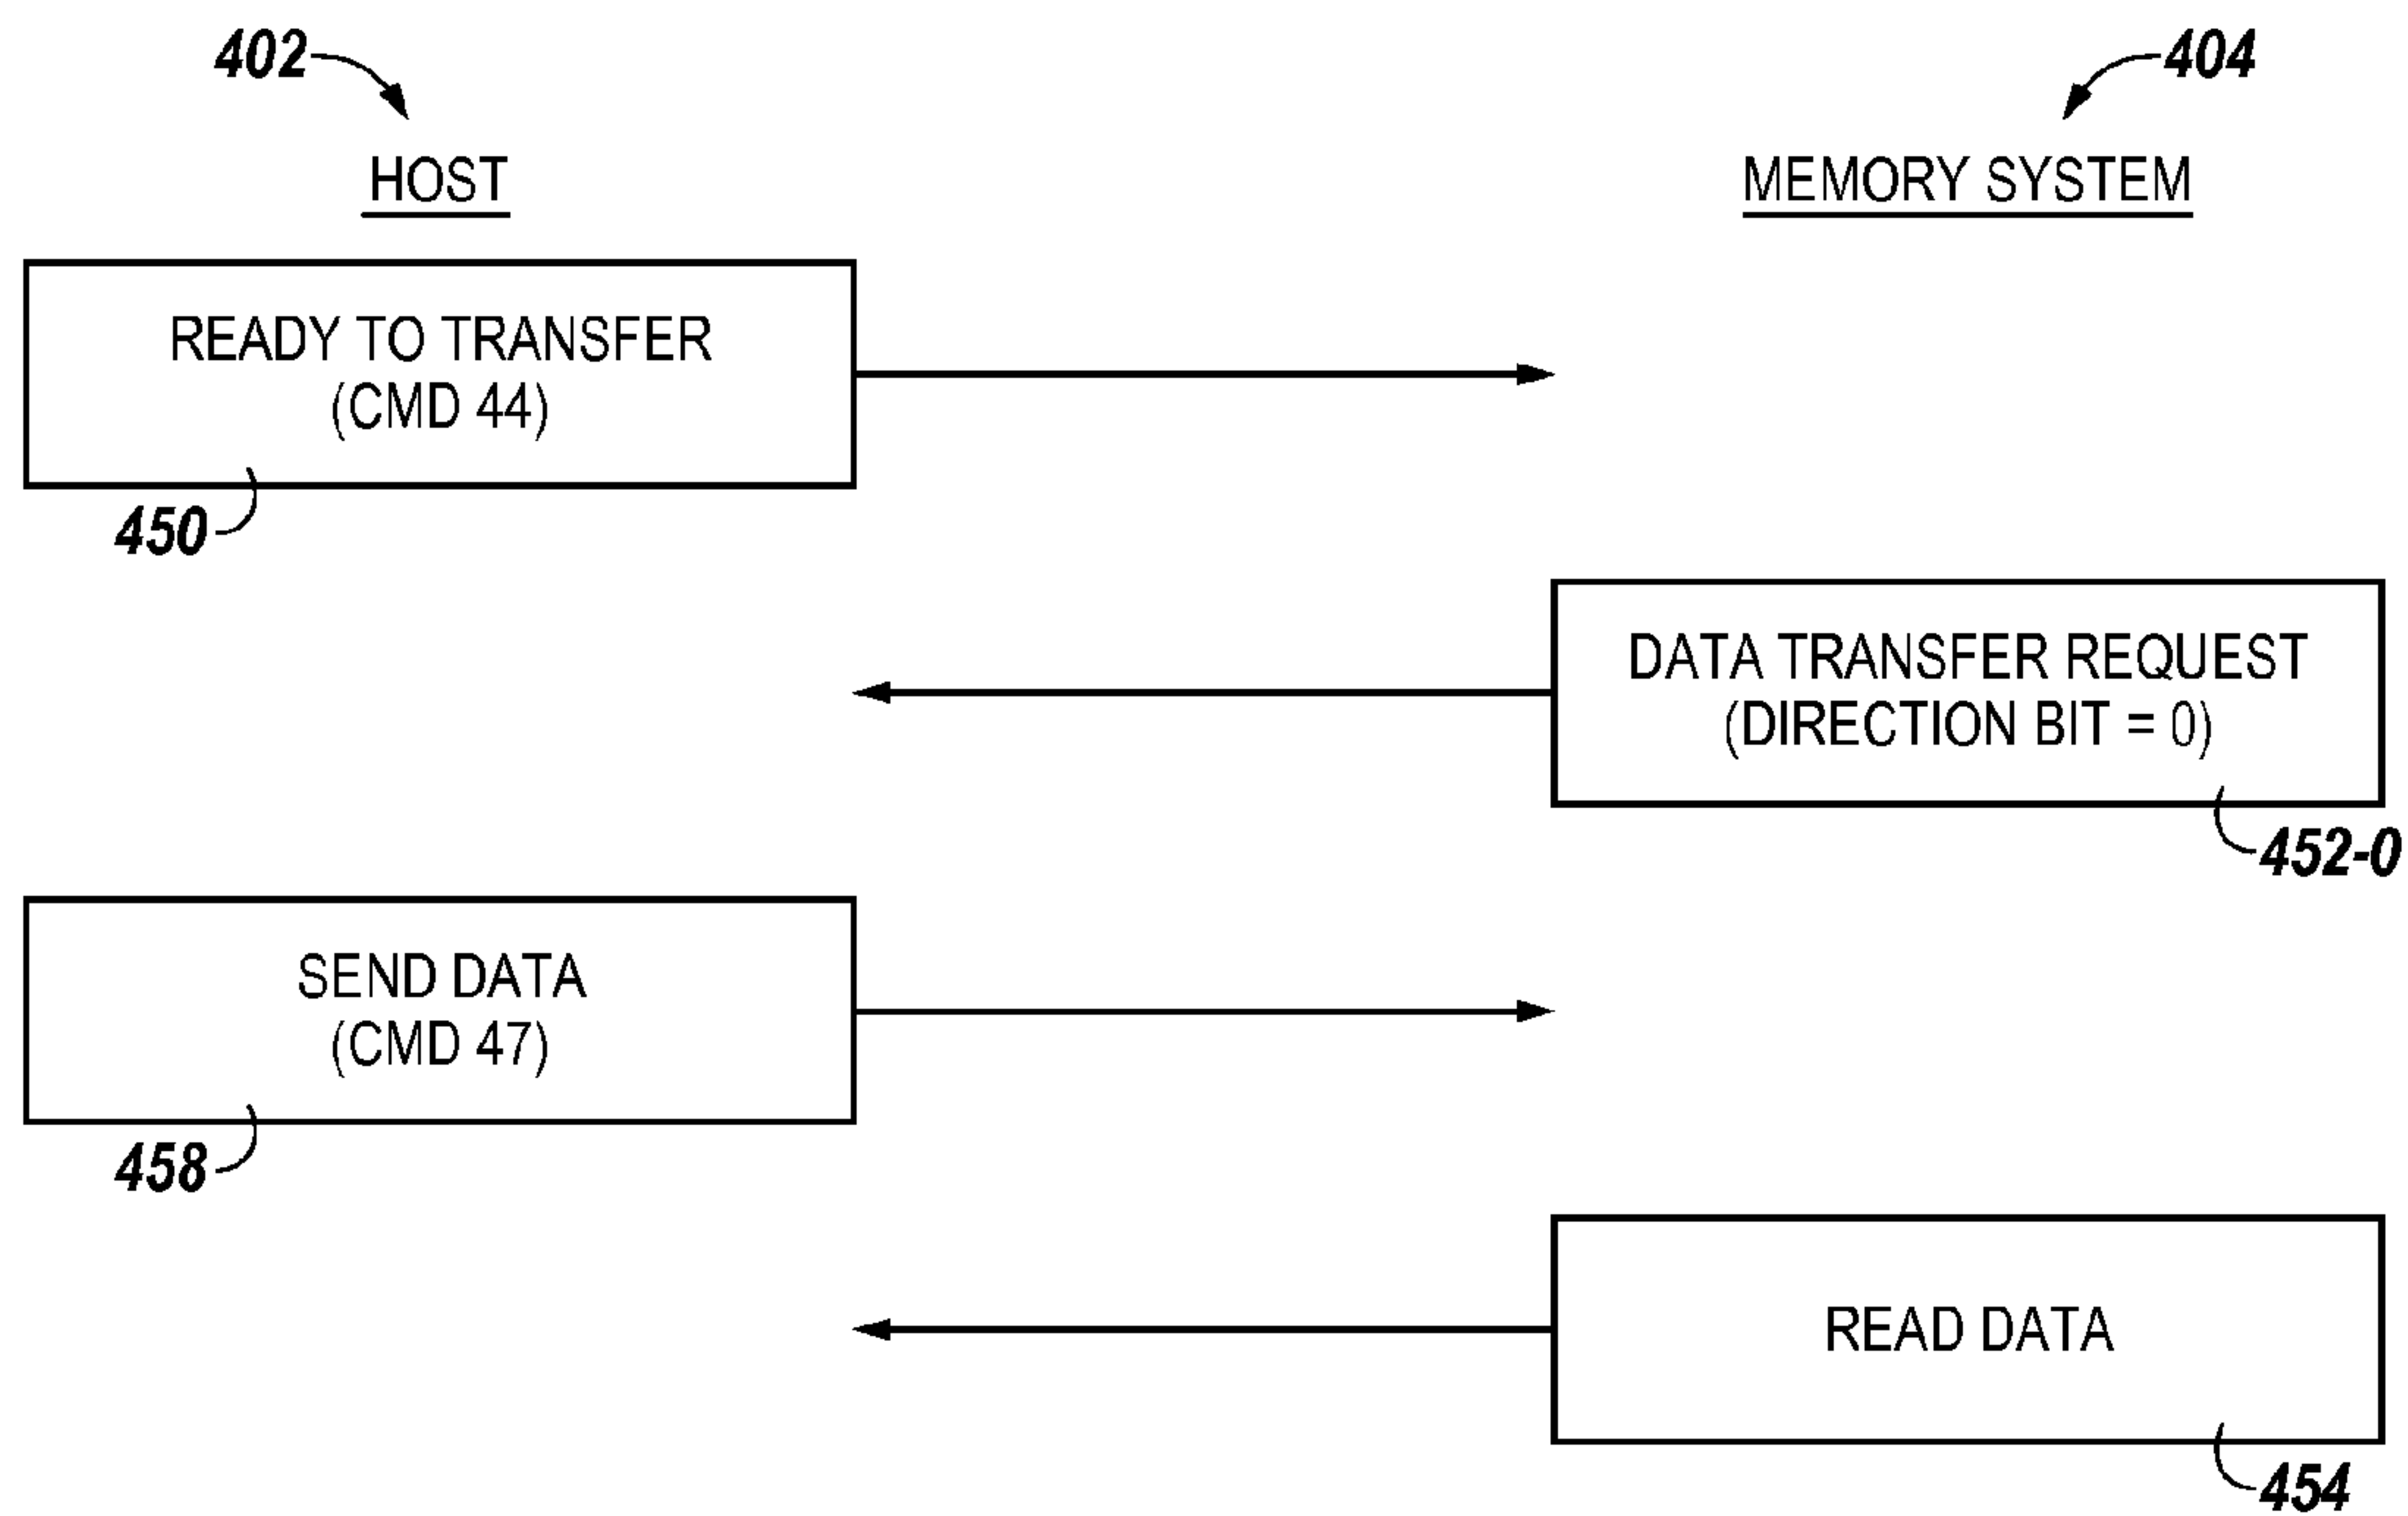 402
404
HOST
MEMORY SYSTEM
READY TO TRANSFER
(CMD 44)
450
DATA TRANSFER REQUEST
(DIRECTION BIT = 0)
452-0
SEND DATA
(CMD 47)
458
READ DATA
454